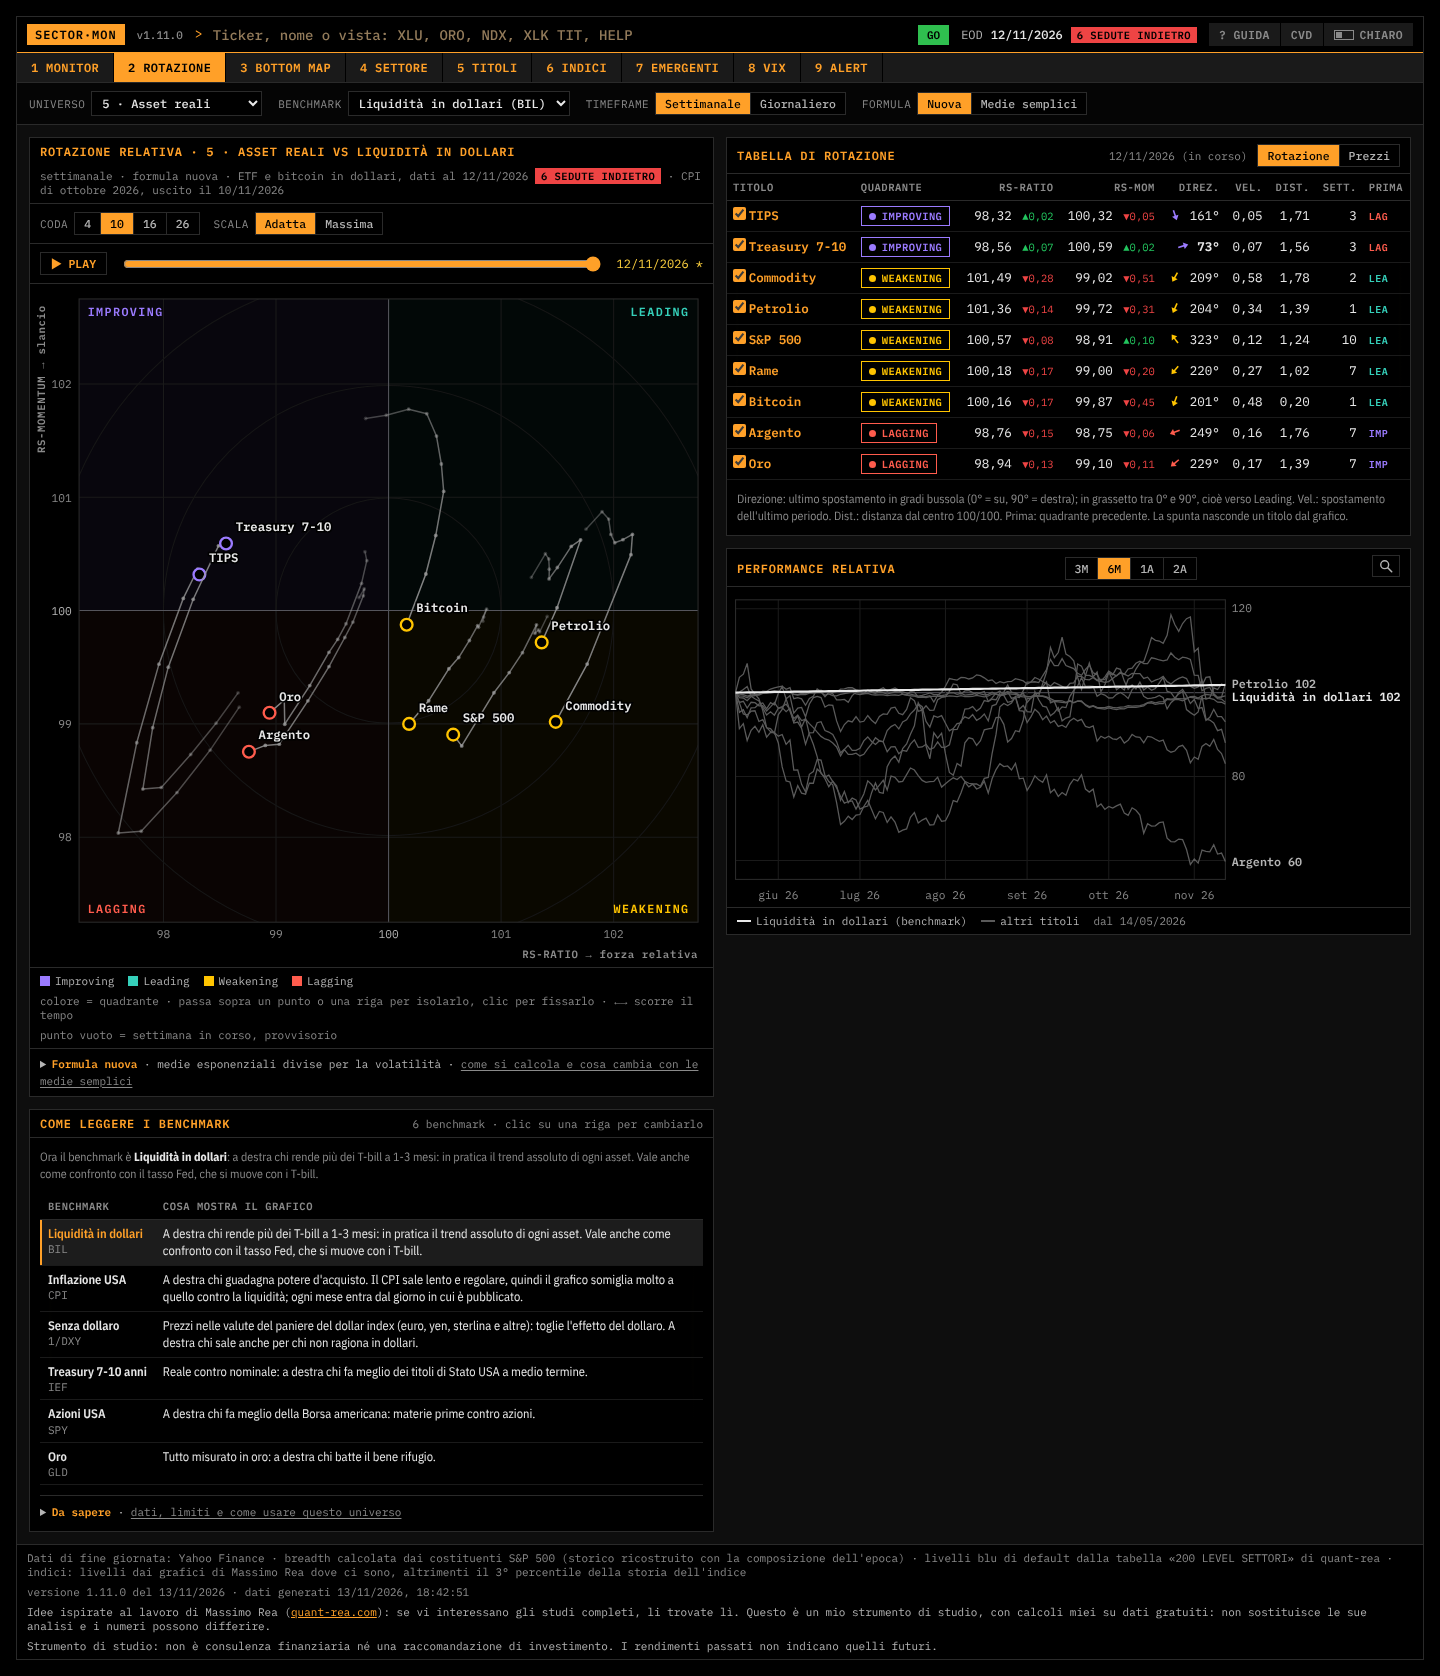 SECTOR·MON v1.11.0 > Ticker, nome o vista: XLU, ORO, NDX, XLK TIT, HELP GO EOD 12/11/2026 6 SEDUTE INDIETRO ? GUIDA CVD CHIARO
1 MONITOR 2 ROTAZIONE 3 BOTTOM MAP 4 SETTORE 5 TITOLI 6 INDICI 7 EMERGENTI 8 VIX 9 ALERT
UNIVERSO 5 · Asset reali BENCHMARK Liquidità in dollari (BIL) TIMEFRAME Settimanale Giornaliero FORMULA Nuova Medie semplici
ROTAZIONE RELATIVA · 5 · ASSET REALI VS LIQUIDITÀ IN DOLLARI
settimanale · formula nuova · ETF e bitcoin in dollari, dati al 12/11/2026 6 SEDUTE INDIETRO · CPI
di ottobre 2026, uscito il 10/11/2026
CODA 4 10 16 26 SCALA Adatta Massima
▶ PLAY 12/11/2026 *
IMPROVING LEADING
RS-MOMENTUM → slancio
102
101
100
99
98
Treasury 7-10
TIPS
Bitcoin
Petrolio
Oro
Rame
S&P 500
Commodity
Argento
LAGGING WEAKENING
98 99 100 101 102
RS-RATIO → forza relativa
Improving Leading Weakening Lagging
colore = quadrante · passa sopra un punto o una riga per isolarlo, clic per fissarlo · ←→ scorre il
tempo
punto vuoto = settimana in corso, provvisorio
▶ Formula nuova · medie esponenziali divise per la volatilità · come si calcola e cosa cambia con le
medie semplici
COME LEGGERE I BENCHMARK 6 benchmark · clic su una riga per cambiarlo
Ora il benchmark è Liquidità in dollari: a destra chi rende più dei T-bill a 1-3 mesi: in pratica il trend assoluto di ogni asset. Vale anche
come confronto con il tasso Fed, che si muove con i T-bill.
BENCHMARK COSA MOSTRA IL GRAFICO
Liquidità in dollari A destra chi rende più dei T-bill a 1-3 mesi: in pratica il trend assoluto di ogni asset. Vale anche come
BIL confronto con il tasso Fed, che si muove con i T-bill.
Inflazione USA A destra chi guadagna potere d'acquisto. Il CPI sale lento e regolare, quindi il grafico somiglia molto a
CPI quello contro la liquidità; ogni mese entra dal giorno in cui è pubblicato.
Senza dollaro Prezzi nelle valute del paniere del dollar index (euro, yen, sterlina e altre): toglie l'effetto del dollaro. A
1/DXY destra chi sale anche per chi non ragiona in dollari.
Treasury 7-10 anni Reale contro nominale: a destra chi fa meglio dei titoli di Stato USA a medio termine.
IEF
Azioni USA A destra chi fa meglio della Borsa americana: materie prime contro azioni.
SPY
Oro Tutto misurato in oro: a destra chi batte il bene rifugio.
GLD
▶ Da sapere · dati, limiti e come usare questo universo
TABELLA DI ROTAZIONE 12/11/2026 (in corso) Rotazione Prezzi
TITOLO QUADRANTE RS-RATIO RS-MOM DIREZ. VEL. DIST. SETT. PRIMA
TIPS IMPROVING 98,32 ▲0,02 100,32 ▼0,05 161° 0,05 1,71 3 LAG
Treasury 7-10 IMPROVING 98,56 ▲0,07 100,59 ▲0,02 73° 0,07 1,56 3 LAG
Commodity WEAKENING 101,49 ▼0,28 99,02 ▼0,51 209° 0,58 1,78 2 LEA
Petrolio WEAKENING 101,36 ▼0,14 99,72 ▼0,31 204° 0,34 1,39 1 LEA
S&P 500 WEAKENING 100,57 ▼0,08 98,91 ▲0,10 323° 0,12 1,24 10 LEA
Rame WEAKENING 100,18 ▼0,17 99,00 ▼0,20 220° 0,27 1,02 7 LEA
Bitcoin WEAKENING 100,16 ▼0,17 99,87 ▼0,45 201° 0,48 0,20 1 LEA
Argento LAGGING 98,76 ▼0,15 98,75 ▼0,06 249° 0,16 1,76 7 IMP
Oro LAGGING 98,94 ▼0,13 99,10 ▼0,11 229° 0,17 1,39 7 IMP
Direzione: ultimo spostamento in gradi bussola (0° = su, 90° = destra); in grassetto tra 0° e 90°, cioè verso Leading. Vel.: spostamento
dell'ultimo periodo. Dist.: distanza dal centro 100/100. Prima: quadrante precedente. La spunta nasconde un titolo dal grafico.
PERFORMANCE RELATIVA 3M 6M 1A 2A
120
Petrolio 102
Liquidità in dollari 102
80
Argento 60
giu 26 lug 26 ago 26 set 26 ott 26 nov 26
Liquidità in dollari (benchmark) altri titoli dal 14/05/2026
Dati di fine giornata: Yahoo Finance · breadth calcolata dai costituenti S&P 500 (storico ricostruito con la composizione dell'epoca) · livelli blu di default dalla tabella «200 LEVEL SETTORI» di quant-rea ·
indici: livelli dai grafici di Massimo Rea dove ci sono, altrimenti il 3° percentile della storia dell'indice
versione 1.11.0 del 13/11/2026 · dati generati 13/11/2026, 18:42:51
Idee ispirate al lavoro di Massimo Rea (quant-rea.com): se vi interessano gli studi completi, li trovate lì. Questo è un mio strumento di studio, con calcoli miei su dati gratuiti: non sostituisce le sue
analisi e i numeri possono differire.
Strumento di studio: non è consulenza finanziaria né una raccomandazione di investimento. I rendimenti passati non indicano quelli futuri.